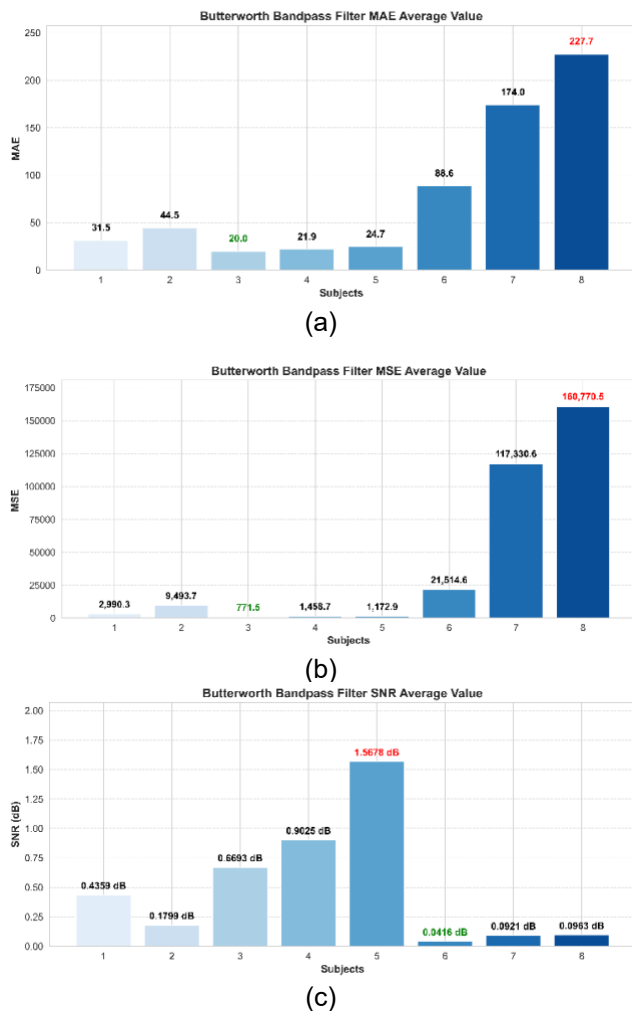 Butterworth Bandpass Filter MAE Average Value
250
227.7
200
174.0
150
MAE
100
88.6
50
44.5
31.5
20.0
21.9
24.7
0
1 2 3 4 5 6 7 8
Subjects
(a)
Butterworth Bandpass Filter MSE Average Value
175000
160,770.5
150000
125000
117,330.6
100000
MSE
75000
50000
25000
21,514.6
9,493.7
2,990.3
771.5
1,172.9
0
1 2 3 4 5 6 7 8
Subjects
(b)
Butterworth Bandpass Filter SNR Average Value
2.00
1.75
1.5678 dB
1.50
1.25
SNR (dB)
1.00
0.9025 dB
0.75
0.6693 dB
0.50
0.4359 dB
0.25
0.1799 dB
0.0416 dB
0.0921 dB
0.00
1 2 3 4 5 6 7 8
Subjects
(c)